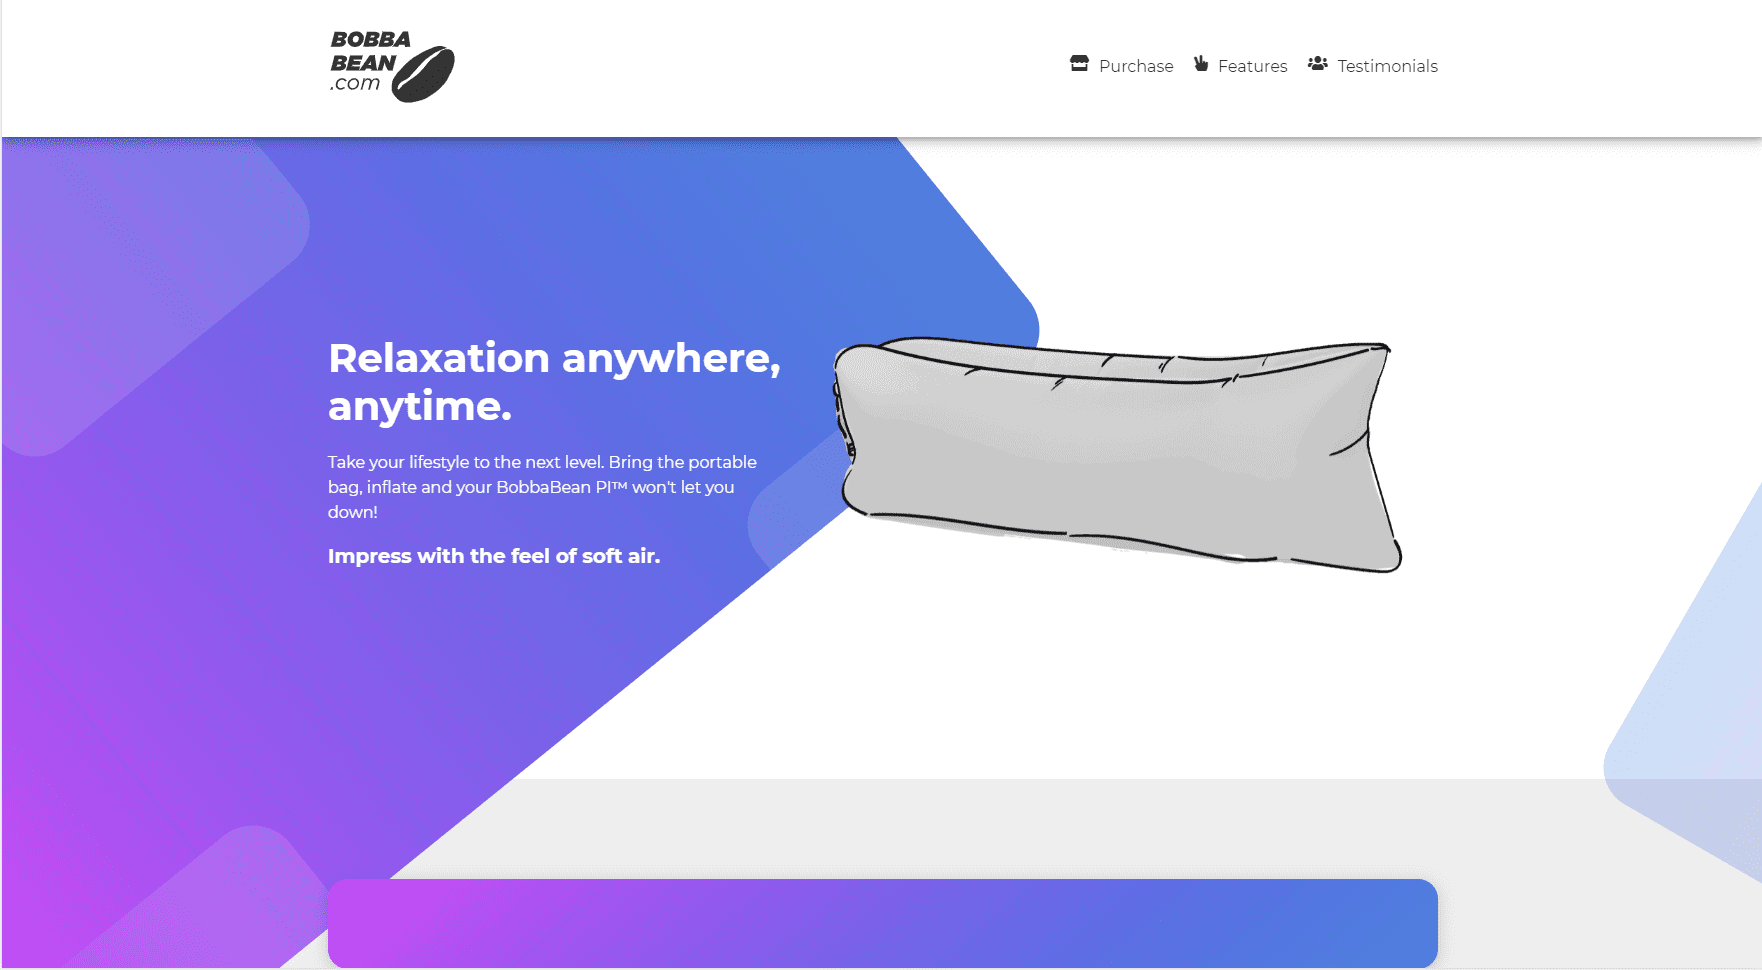 BOBBA
BEAN
.com
Purchase Features Testimonials
Relaxation anywhere,
anytime.
Take your lifestyle to the next level. Bring the portable
bag, inflate and your BobbaBean PI™ won't let you
down!
Impress with the feel of soft air.